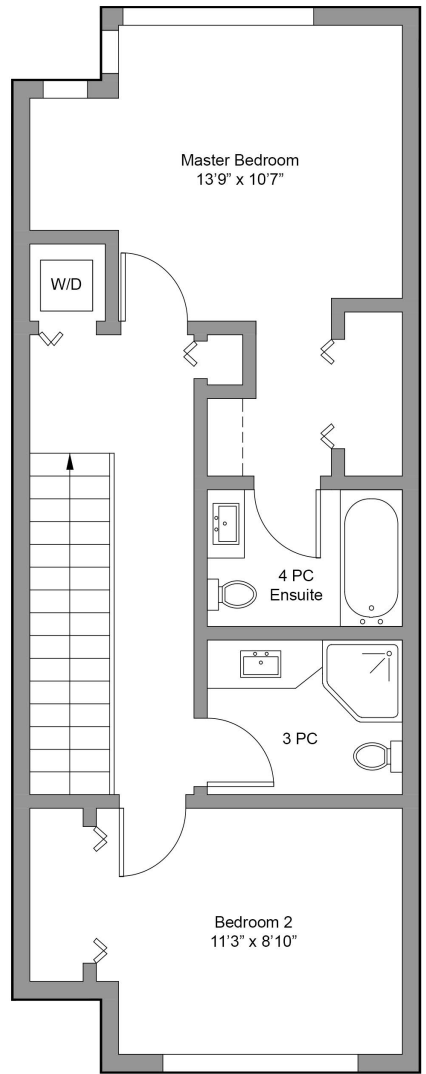 Master Bedroom
13’9” x 10’7”
W/D
4 PC
Ensuite
3 PC
Bedroom 2
11’3” x 8’10”